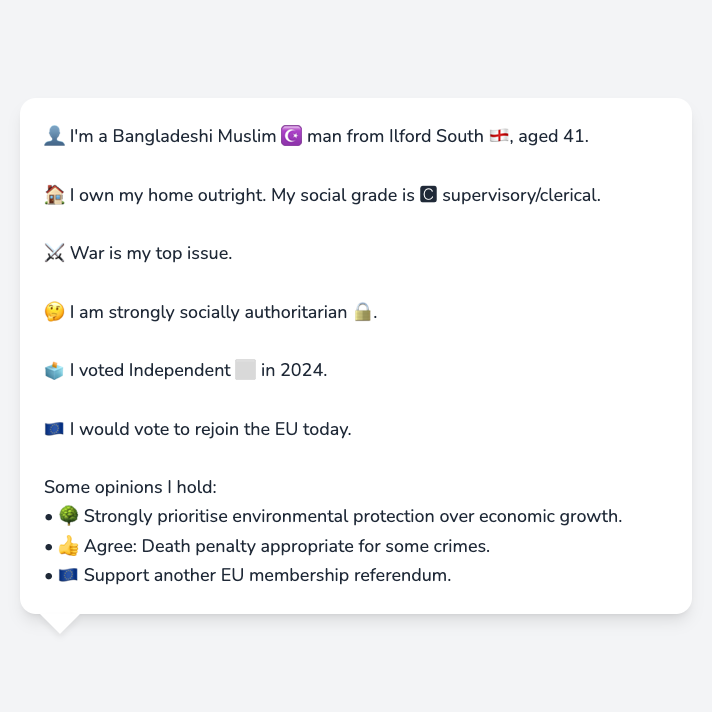 👤 I'm a Bangladeshi Muslim ☪️ man from Ilford South 🏴󠁧󠁢󠁥󠁮󠁧󠁿, aged 41.
🏠 I own my home outright. My social grade is 🅲 supervisory/clerical.
⚔️ War is my top issue.
🤔 I am strongly socially authoritarian 🔒.
🗳️ I voted Independent ⬜ in 2024.
🇪🇺 I would vote to rejoin the EU today.
Some opinions I hold:
• 🌳 Strongly prioritise environmental protection over economic growth.
• 👍 Agree: Death penalty appropriate for some crimes.
• 🇪🇺 Support another EU membership referendum.